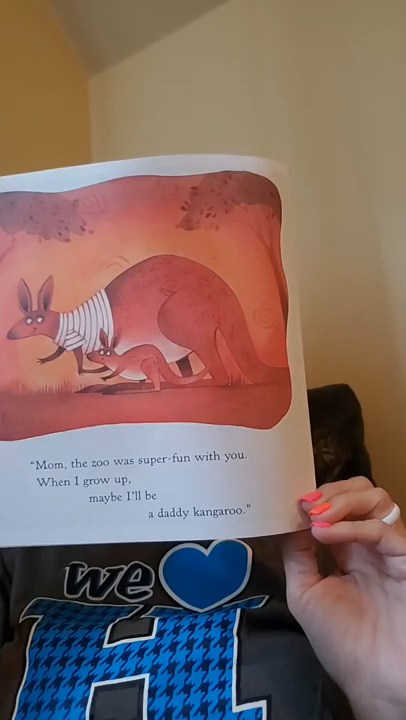 "Mom, the zoo was super-fun with you.
When I grow up,
maybe I'll be
a daddy kangaroo."
we
H